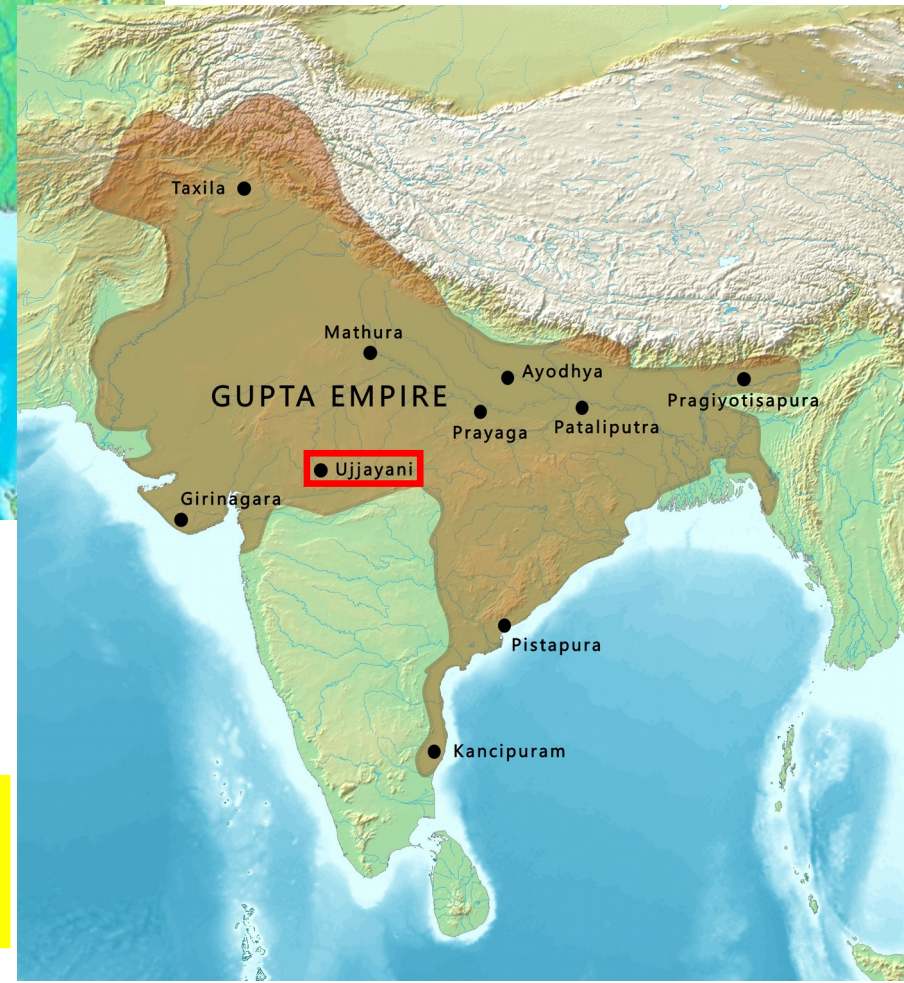 Taxila
Mathura
Ayodhya
GUPTA EMPIRE
Pragiyotisapura
Prayaga
Pataliputra
Ujjayani
Girinagara
Pistapura
Kancipuram